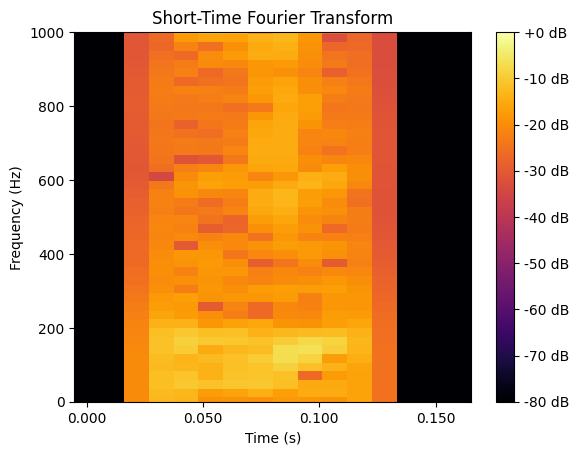 Short-Time Fourier Transform
1000
800
600
400
200
0
Frequency (Hz)
0.000
0.050
0.100
0.150
Time (s)
+0 dB
-10 dB
-20 dB
-30 dB
-40 dB
-50 dB
-60 dB
-70 dB
-80 dB